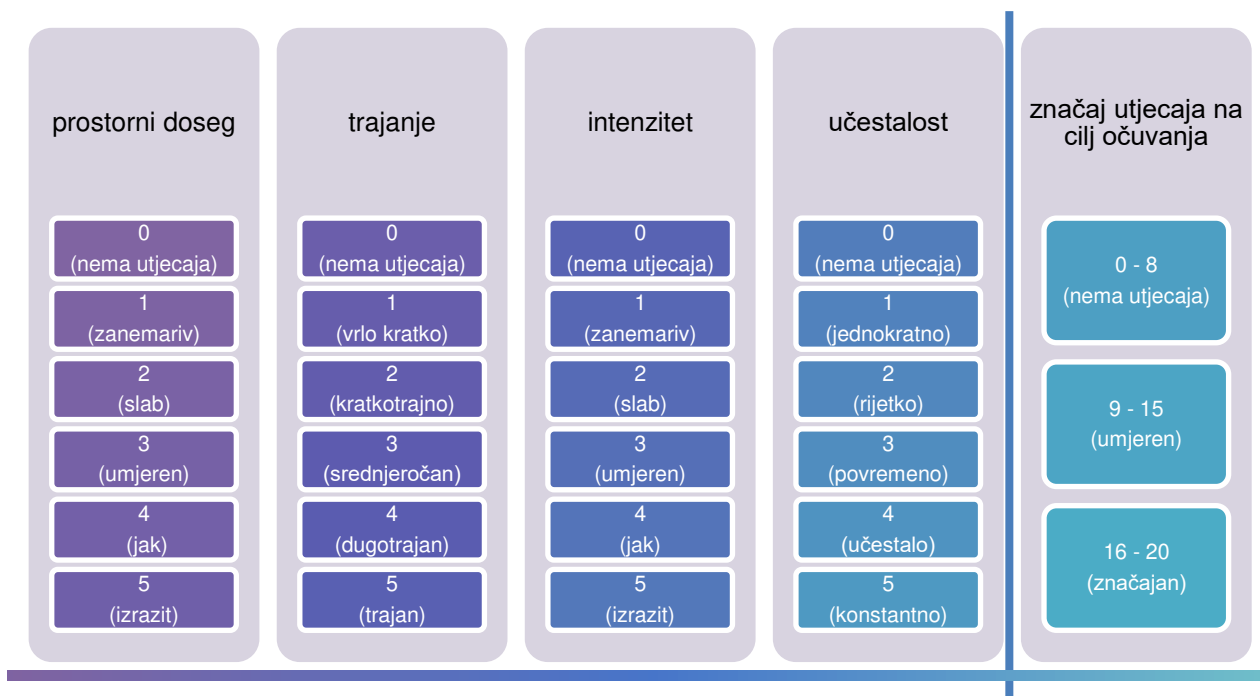 prostorni doseg
0
(nema utjecaja)
1
(zanemariv)
2
(slab)
3
(umjeren)
4
(jak)
5
(izrazit)
trajanje
0
(nema utjecaja)
1
(vrlo kratko)
2
(kratkotrajno)
3
(srednjeročan)
4
(dugotrajan)
5
(trajan)
intenzitet
0
(nema utjecaja)
1
(zanemariv)
2
(slab)
3
(umjeren)
4
(jak)
5
(izrazit)
učestalost
0
(nema utjecaja)
1
(jednokratno)
2
(rijetko)
3
(povremeno)
4
(učestalo)
5
(konstantno)
značaj utjecaja na
cilj očuvanja
0 - 8
(nema utjecaja)
9 - 15
(umjeren)
16 - 20
(značajan)